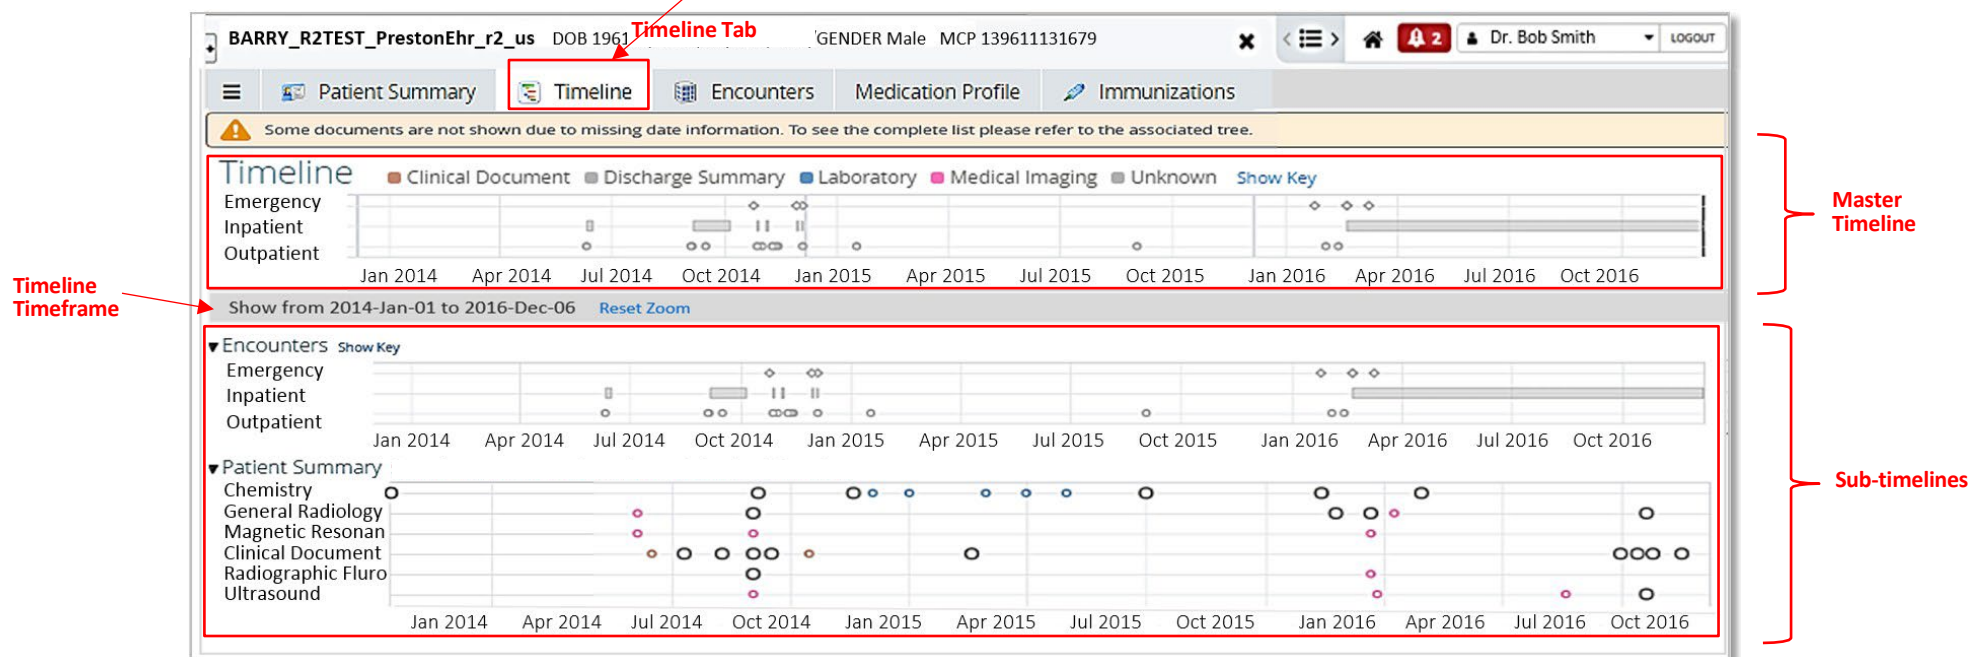 Timeline Tab
BARRY_R2TEST_PrestonEhr_r2_us DOB 1961 /GENDER Male MCP 139611131679 2 Dr. Bob Smith LOGOUT
Patient Summary Timeline Encounters Medication Profile Immunizations
Some documents are not shown due to missing date information. To see the complete list please refer to the associated tree.
Timeline Clinical Document Discharge Summary Laboratory Medical Imaging Unknown Show Key
Emergency
Inpatient
Outpatient
Jan 2014 Apr 2014 Jul 2014 Oct 2014 Jan 2015 Apr 2015 Jul 2015 Oct 2015 Jan 2016 Apr 2016 Jul 2016 Oct 2016
Master
Timeline
Timeline
Timeframe
Show from 2014-Jan-01 to 2016-Dec-06 Reset Zoom
Encounters Show Key
Emergency
Inpatient
Outpatient
Jan 2014 Apr 2014 Jul 2014 Oct 2014 Jan 2015 Apr 2015 Jul 2015 Oct 2015 Jan 2016 Apr 2016 Jul 2016 Oct 2016
Patient Summary
Chemistry
General Radiology
Magnetic Resonan
Clinical Document
Radiographic Fluro
Ultrasound
Jan 2014 Apr 2014 Jul 2014 Oct 2014 Jan 2015 Apr 2015 Jul 2015 Oct 2015 Jan 2016 Apr 2016 Jul 2016 Oct 2016
Sub-timelines